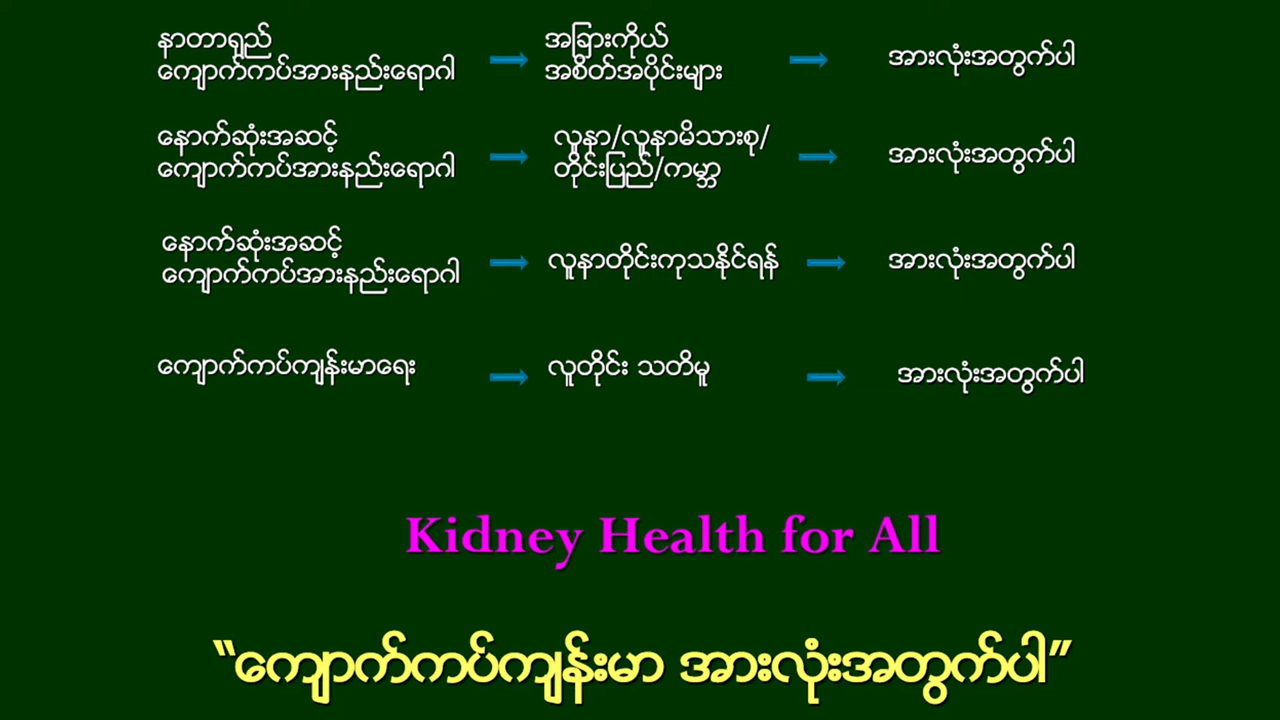 နာတာရှည်
ကျောက်ကပ်အားနည်းရောဂါ
အခြားကိုယ်
အစိတ်အပိုင်းများ
အားလုံးအတွက်ပါ
နောက်ဆုံးအဆင့်
ကျောက်ကပ်အားနည်းရောဂါ
လူနာ/လူနာမိသားစု/
တိုင်းပြည်/ကမ္ဘာ
အားလုံးအတွက်ပါ
နောက်ဆုံးအဆင့်
ကျောက်ကပ်အားနည်းရောဂါ
လူနာတိုင်းကုသနိုင်ရန်
အားလုံးအတွက်ပါ
ကျောက်ကပ်ကျန်းမာရေး
လူတိုင်း သတိမူ
အားလုံးအတွက်ပါ
Kidney Health for All
“ကျောက်ကပ်ကျန်းမာ အားလုံးအတွက်ပါ”